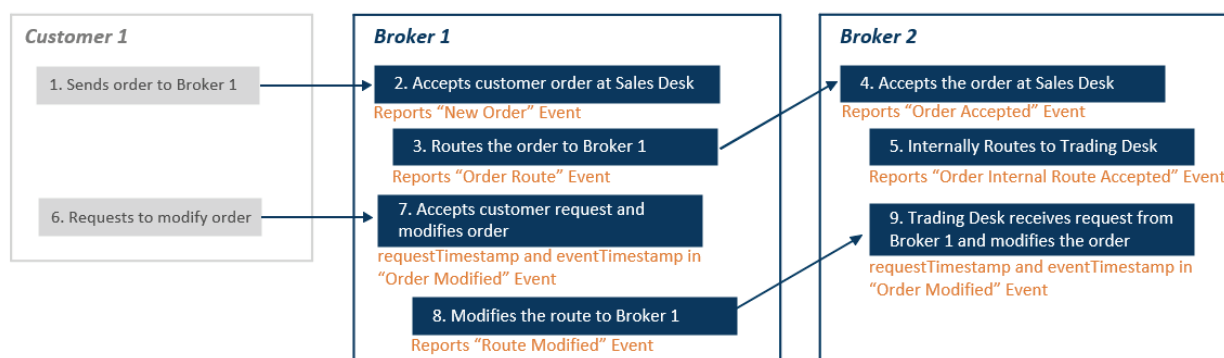 Customer 1
1. Sends order to Broker 1
6. Requests to modify order
Broker 1
2. Accepts customer order at Sales Desk
Reports “New Order” Event
3. Routes the order to Broker 1
Reports “Order Route” Event
7. Accepts customer request and
modifies order
requestTimestamp and eventTimestamp in
“Order Modified” Event
8. Modifies the route to Broker 1
Reports “Route Modified” Event
Broker 2
4. Accepts the order at Sales Desk
Reports “Order Accepted” Event
5. Internally Routes to Trading Desk
Reports “Order Internal Route Accepted” Event
9. Trading Desk receives request from
Broker 1 and modifies the order
requestTimestamp and eventTimestamp in
“Order Modified” Event